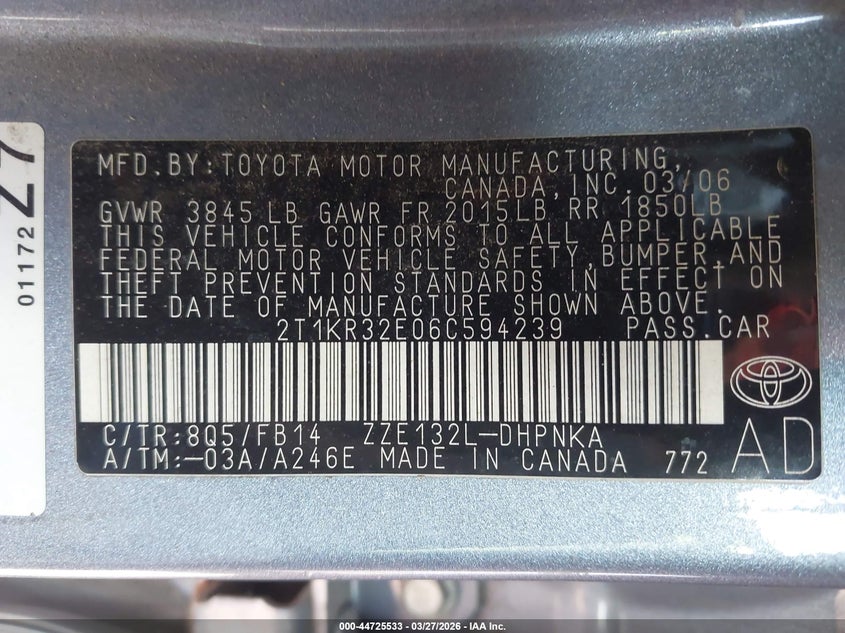 MFD.BY:TOYOTA MOTOR MANUFACTURING,
CANADA,INC.03/06
GVWR 3845LB GAWR FR 2015LB RR 1850LB
THIS VEHICLE CONFORMS TO ALL APPLICABLE
FEDERAL MOTOR VEHICLE SAFETY,BUMPER,AND
THEFT PREVENTION STANDARDS IN EFFECT ON
THE DATE OF MANUFACTURE SHOWN ABOVE.
2T1KR32E06C594239 PASS.CAR
C/TR:8Q5/FB14 ZZE132L-DHPNKA
A/TM:-03A/A246E MADE IN CANADA 772
AD
01172
000-44725533 - 03/27/2026 - IAA Inc.